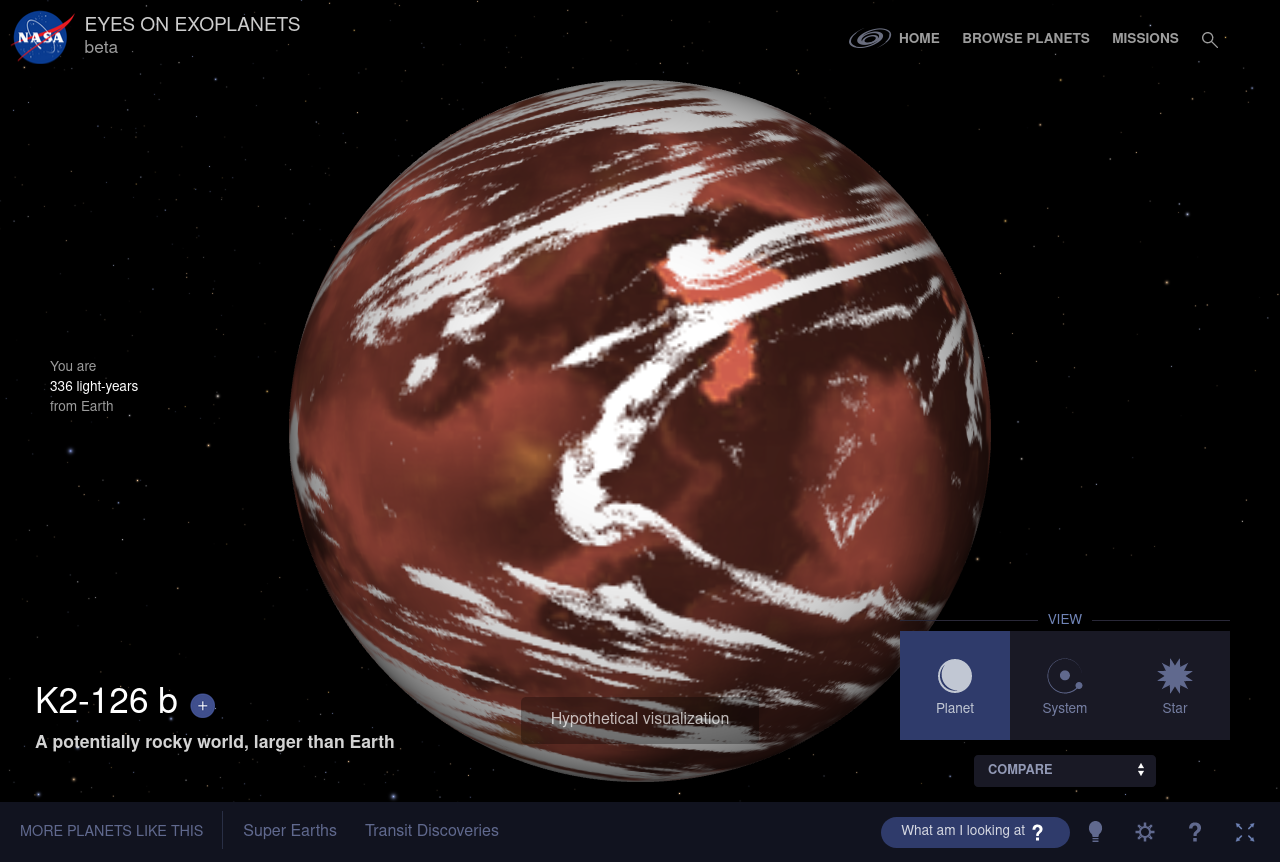 NASA
EYES ON EXOPLANETS
beta
HOME
BROWSE PLANETS
MISSIONS
You are
336 light-years
from Earth
VIEW
Planet
System
Star
K2-126 b +
A potentially rocky world, larger than Earth
Hypothetical visualization
COMPARE
MORE PLANETS LIKE THIS
Super Earths
Transit Discoveries
What am I looking at ?
?